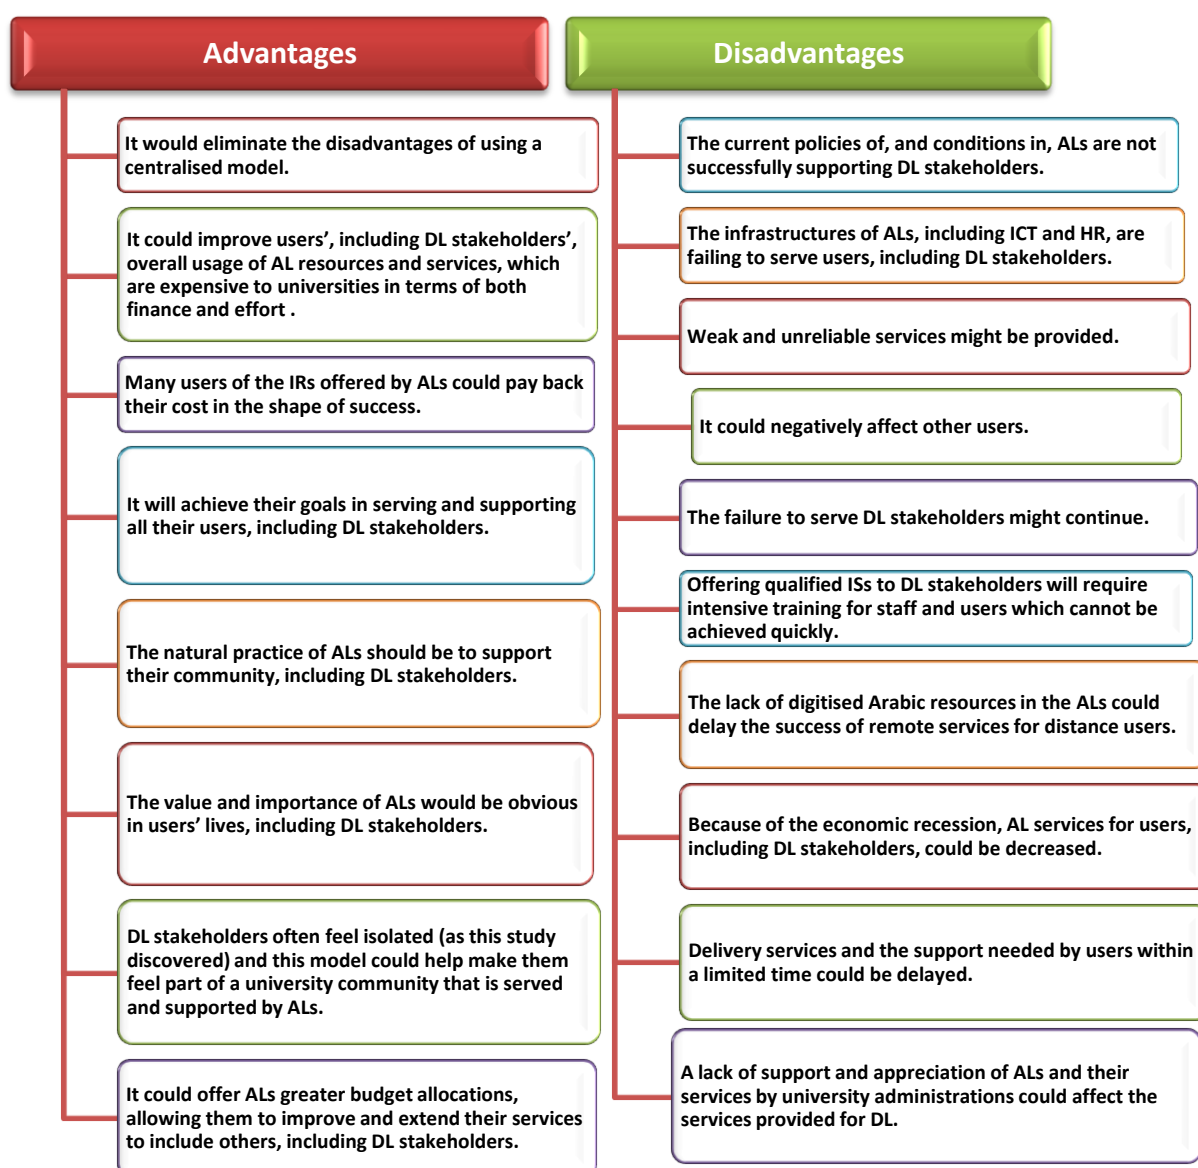 Advantages
It would eliminate the disadvantages of using a
centralised model.
It could improve users’, including DL stakeholders’,
overall usage of AL resources and services, which
are expensive to universities in terms of both
finance and effort .
Many users of the IRs offered by ALs could pay back
their cost in the shape of success.
It will achieve their goals in serving and supporting
all their users, including DL stakeholders.
The natural practice of ALs should be to support
their community, including DL stakeholders.
The value and importance of ALs would be obvious
in users’ lives, including DL stakeholders.
DL stakeholders often feel isolated (as this study
discovered) and this model could help make them
feel part of a university community that is served
and supported by ALs.
It could offer ALs greater budget allocations,
allowing them to improve and extend their services
to include others, including DL stakeholders.
Disadvantages
The current policies of, and conditions in, ALs are not
successfully supporting DL stakeholders.
The infrastructures of ALs, including ICT and HR, are
failing to serve users, including DL stakeholders.
Weak and unreliable services might be provided.
It could negatively affect other users.
The failure to serve DL stakeholders might continue.
Offering qualified ISs to DL stakeholders will require
intensive training for staff and users which cannot be
achieved quickly.
The lack of digitised Arabic resources in the ALs could
delay the success of remote services for distance users.
Because of the economic recession, AL services for users,
including DL stakeholders, could be decreased.
Delivery services and the support needed by users within
a limited time could be delayed.
A lack of support and appreciation of ALs and their
services by university administrations could affect the
services provided for DL.